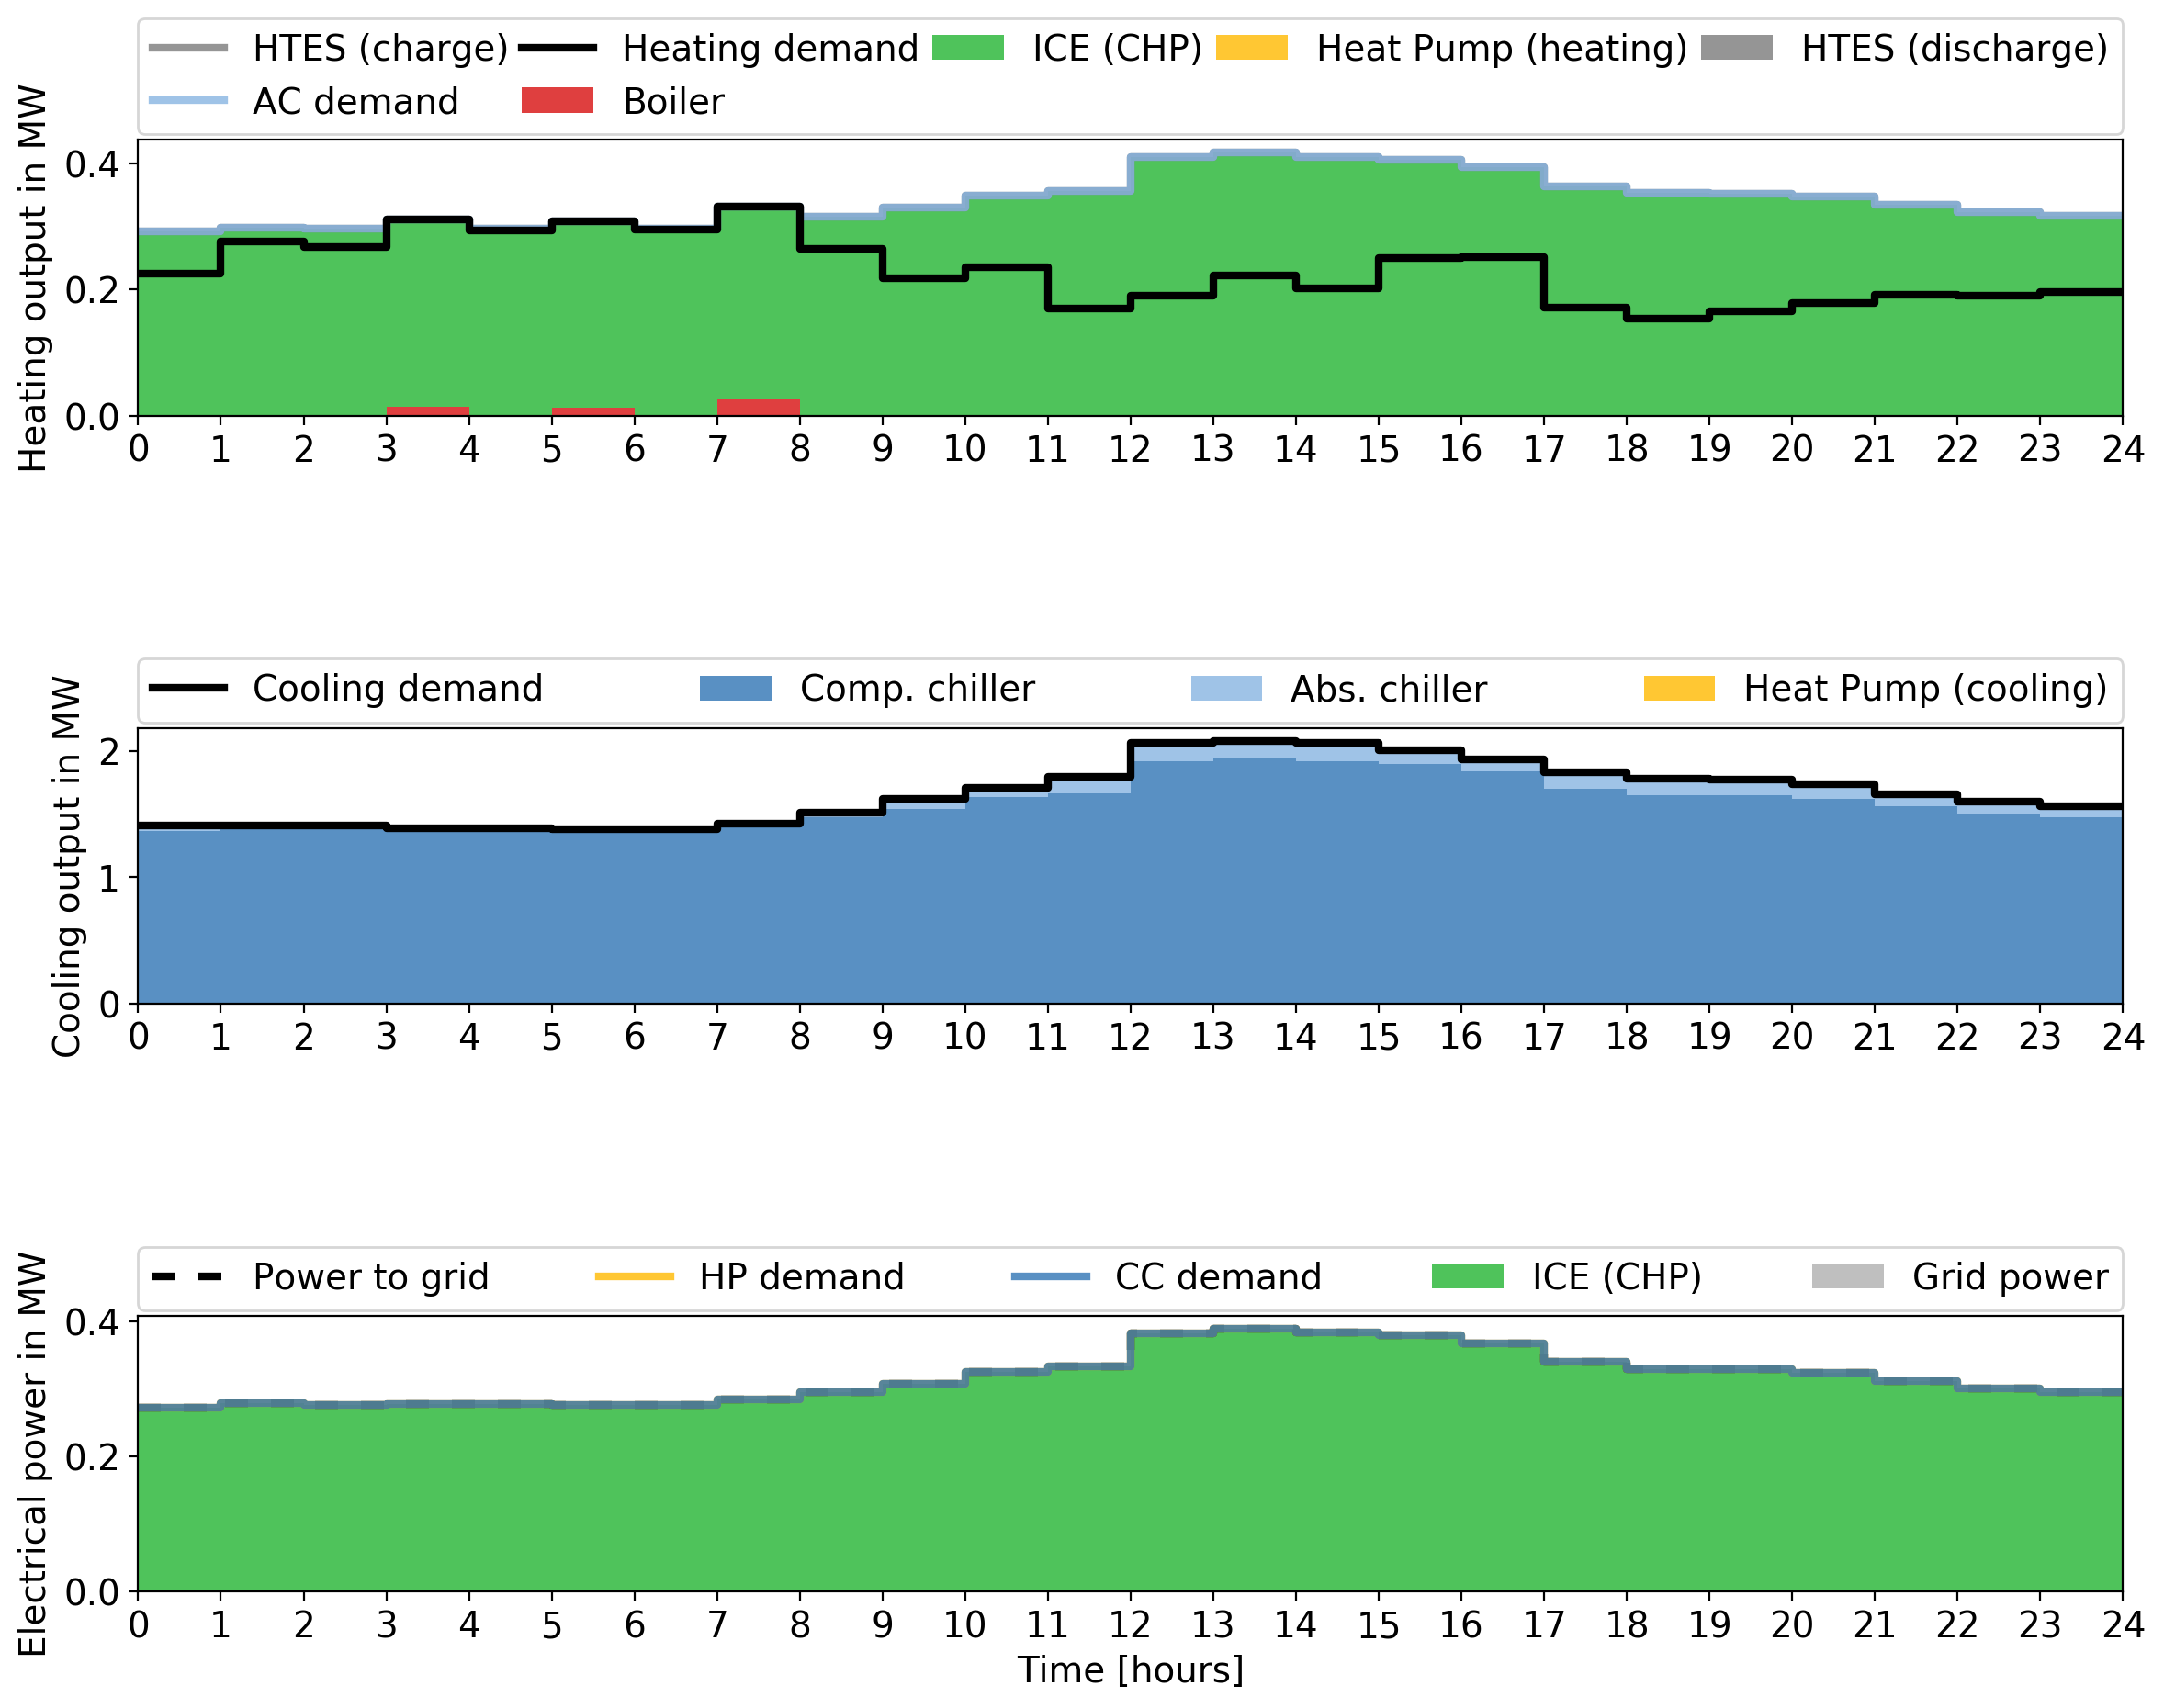 HTES (charge) Heating demand ICE (CHP) Heat Pump (heating) HTES (discharge)
AC demand Boiler
Heating output in MW
0.4
0.2
0.0
0 1 2 3 4 5 6 7 8 9 10 11 12 13 14 15 16 17 18 19 20 21 22 23 24
Cooling demand Comp. chiller Abs. chiller Heat Pump (cooling)
Cooling output in MW
2
1
0
0 1 2 3 4 5 6 7 8 9 10 11 12 13 14 15 16 17 18 19 20 21 22 23 24
Power to grid HP demand CC demand ICE (CHP) Grid power
Electrical power in MW
0.4
0.2
0.0
0 1 2 3 4 5 6 7 8 9 10 11 12 13 14 15 16 17 18 19 20 21 22 23 24
Time [hours]